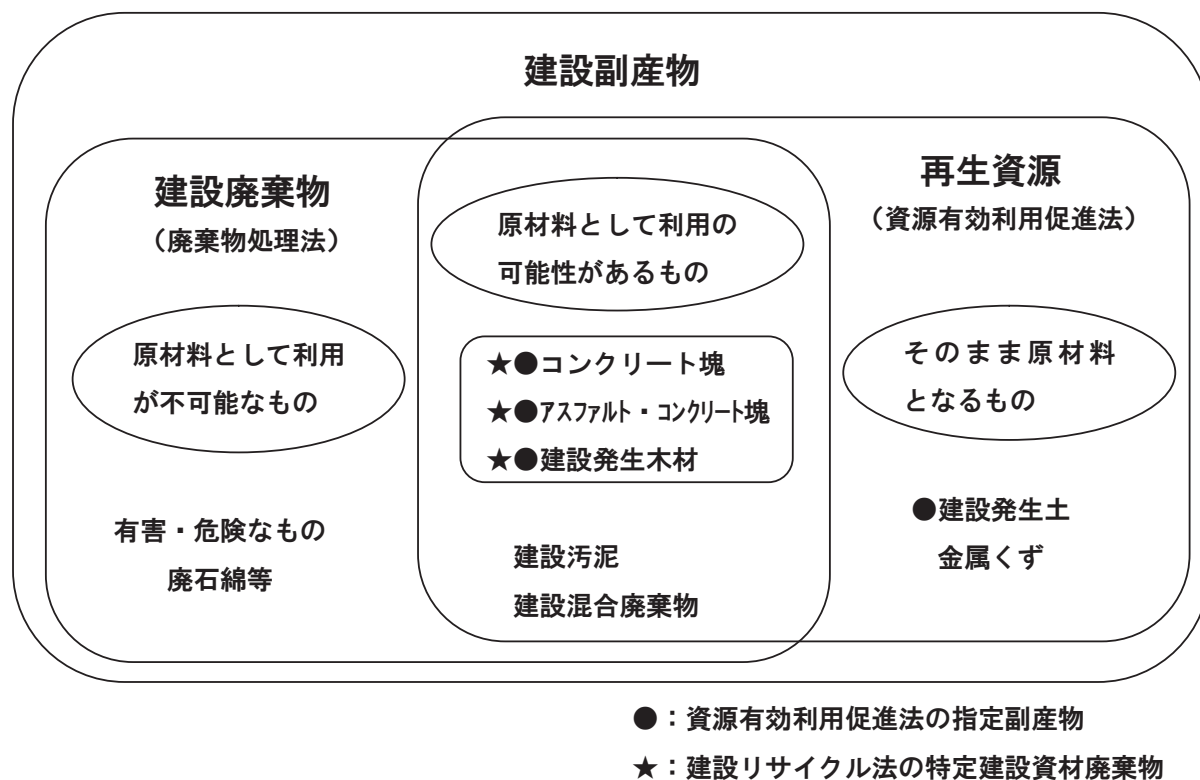 建設副産物
建設廃棄物
（廃棄物処理法）
原材料として利用
が不可能なもの
有害・危険なもの
廃石綿等
原材料として利用の
可能性があるもの
★●コンクリート塊
★●アスファルト・コンクリート塊
★●建設発生木材
建設汚泥
建設混合廃棄物
再生資源
（資源有効利用促進法）
そのまま原材料
となるもの
●建設発生土
金属くず
●：資源有効利用促進法の指定副産物
★：建設リサイクル法の特定建設資材廃棄物